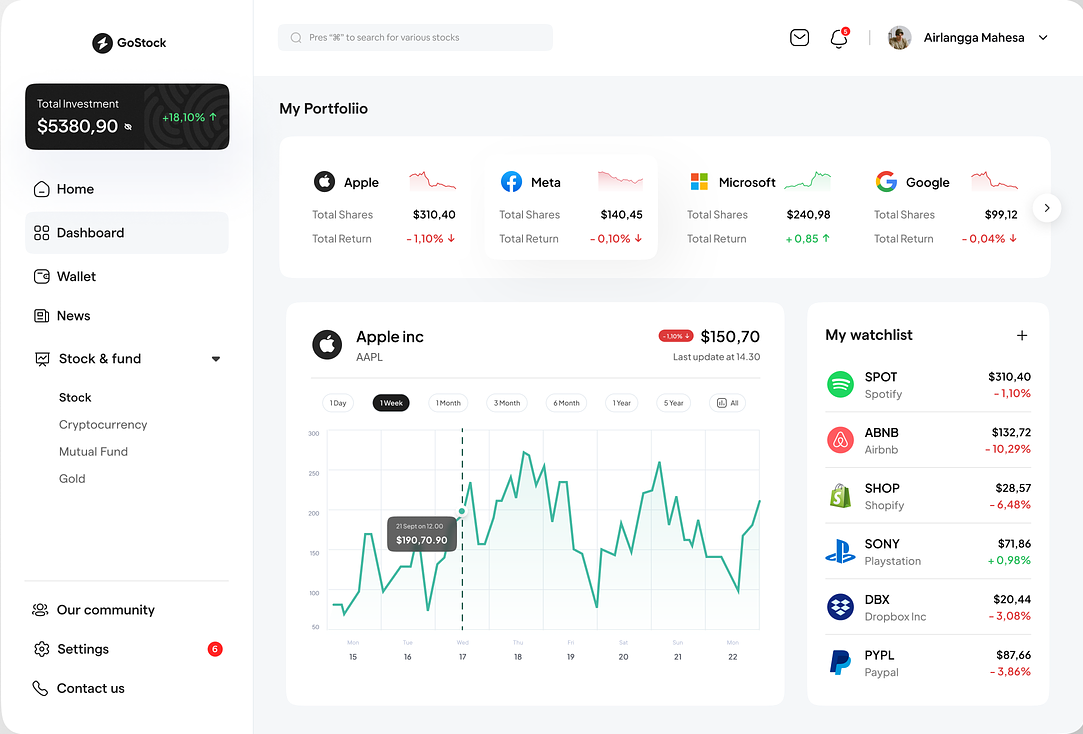 GoStock
Total Investment
$5380,90
+18,10% ↑
Home
Dashboard
Wallet
News
Stock & fund
Stock
Cryptocurrency
Mutual Fund
Gold
Our community
Settings
6
Contact us
Pres "⌘" to search for various stocks
5
Airlangga Mahesa
My Portfoliio
Apple
Total Shares $310,40
Total Return - 1,10% ↓
Meta
Total Shares $140,45
Total Return - 0,10% ↓
Microsoft
Total Shares $240,98
Total Return + 0,85 ↑
Google
Total Shares $99,12
Total Return - 0,04% ↓
Apple inc
AAPL
- 1,10% ↓ $150,70
Last update at 14.30
1 Day 1 Week 1 Month 3 Month 6 Month 1 Year 5 Year All
300
250
200
150
100
50
21 Sept on 12.00
$190,70.90
Mon Tue Wed Thu Fri Sat Sun Mon
15 16 17 18 19 20 21 22
My watchlist +
SPOT $310,40
Spotify - 1,10%
ABNB $132,72
Airbnb - 10,29%
SHOP $28,57
Shopify - 6,48%
SONY $71,86
Playstation + 0,98%
DBX $20,44
Dropbox Inc - 3,08%
PYPL $87,66
Paypal - 3,86%